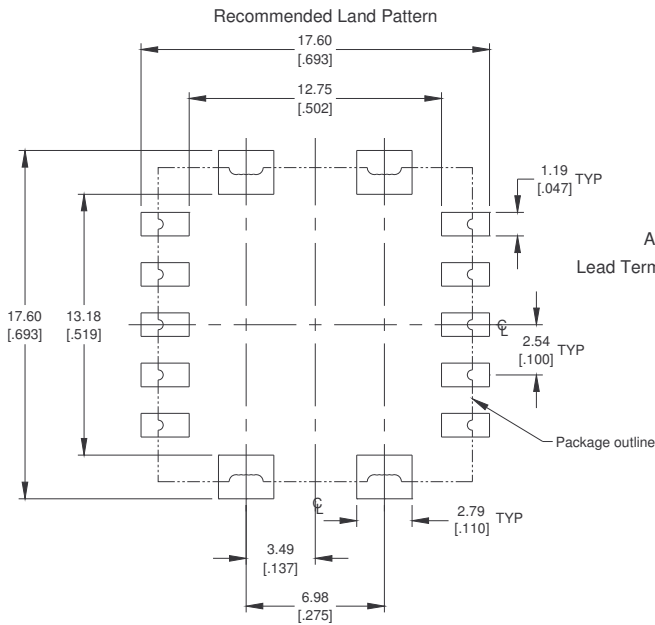 Recommended Land Pattern
17.60
[.693]
12.75
[.502]
1.19
[.047]
TYP
A
Lead Term
17.60
[.693]
13.18
[.519]
℄
2.54
[.100]
TYP
Package outline
℄
2.79
[.110]
TYP
3.49
[.137]
6.98
[.275]